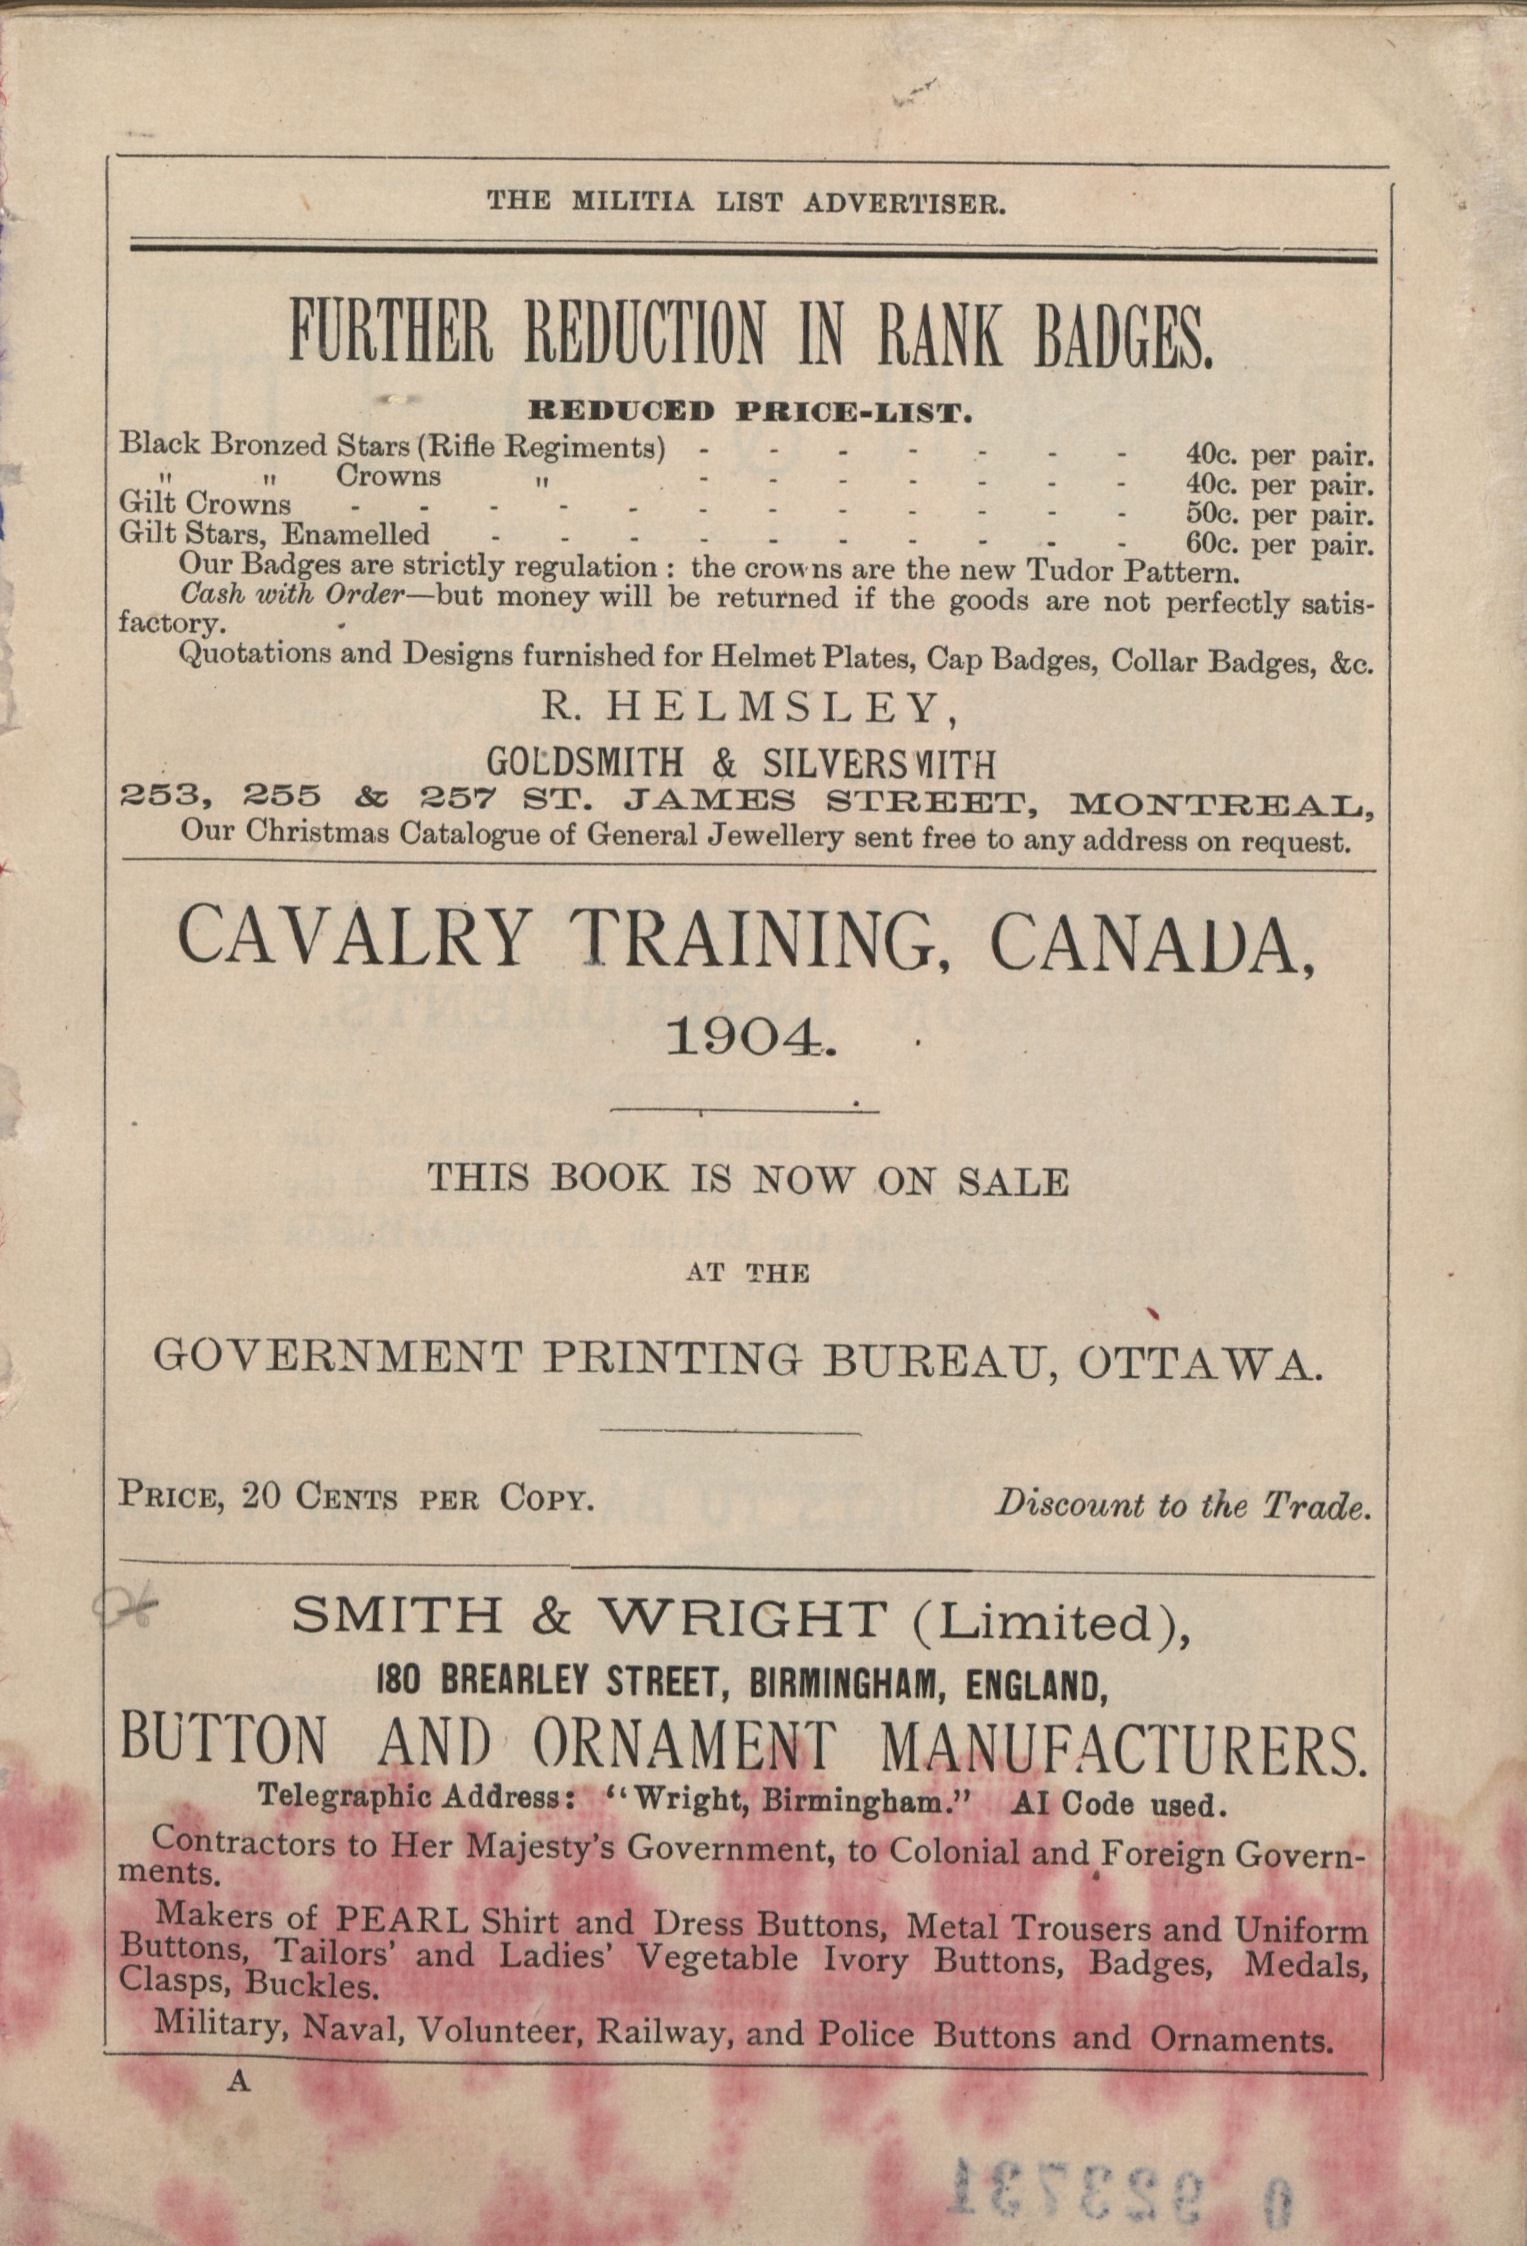 THE MILITIA LIST ADVERTISER.
FURTHER REDUCTION IN RANK BADGES.
REDUCED PRICE-LIST.
Black Bronzed Stars (Rifle Regiments) - - - - - - - 40c. per pair.
" " Crowns " - - - - - - - 40c. per pair.
Gilt Crowns - - - - - - - - - - - - 50c. per pair.
Gilt Stars, Enamelled - - - - - - - - - - 60c. per pair.
Our Badges are strictly regulation : the crowns are the new Tudor Pattern.
Cash with Order—but money will be returned if the goods are not perfectly satis-
factory.
Quotations and Designs furnished for Helmet Plates, Cap Badges, Collar Badges, &c.
R. HELMSLEY,
GOLDSMITH & SILVERSMITH
253, 255 & 257 ST. JAMES STREET, MONTREAL,
Our Christmas Catalogue of General Jewellery sent free to any address on request.
CAVALRY TRAINING, CANADA,
1904.
THIS BOOK IS NOW ON SALE
AT THE
GOVERNMENT PRINTING BUREAU, OTTAWA.
PRICE, 20 CENTS PER COPY. Discount to the Trade.
SMITH & WRIGHT (Limited),
180 BREARLEY STREET, BIRMINGHAM, ENGLAND,
BUTTON AND ORNAMENT MANUFACTURERS.
Telegraphic Address: "Wright, Birmingham." AI Code used.
Contractors to Her Majesty's Government, to Colonial and Foreign Govern-
ments.
Makers of PEARL Shirt and Dress Buttons, Metal Trousers and Uniform
Buttons, Tailors' and Ladies' Vegetable Ivory Buttons, Badges, Medals,
Clasps, Buckles.
Military, Naval, Volunteer, Railway, and Police Buttons and Ornaments.
A